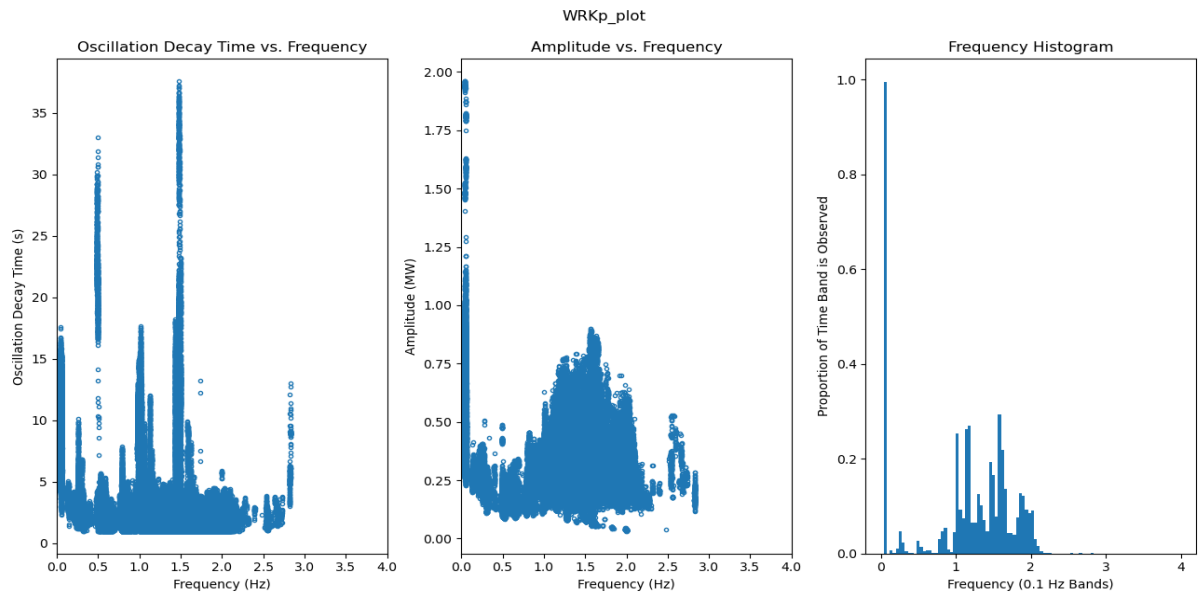 WRKp_plot
Oscillation Decay Time vs. Frequency
Oscillation Decay Time (s)
35
30
25
20
15
10
5
0
0.0 0.5 1.0 1.5 2.0 2.5 3.0 4.0
Frequency (Hz)
Amplitude vs. Frequency
Amplitude (MW)
2.00
1.75
1.50
1.25
1.00
0.75
0.50
0.25
0.00
0.0 0.5 1.0 1.5 2.0 2.5 3.0 4.0
Frequency (Hz)
Frequency Histogram
Proportion of Time Band is Observed
1.0
0.8
0.6
0.4
0.2
0.0
0 1 2 3 4
Frequency (0.1 Hz Bands)